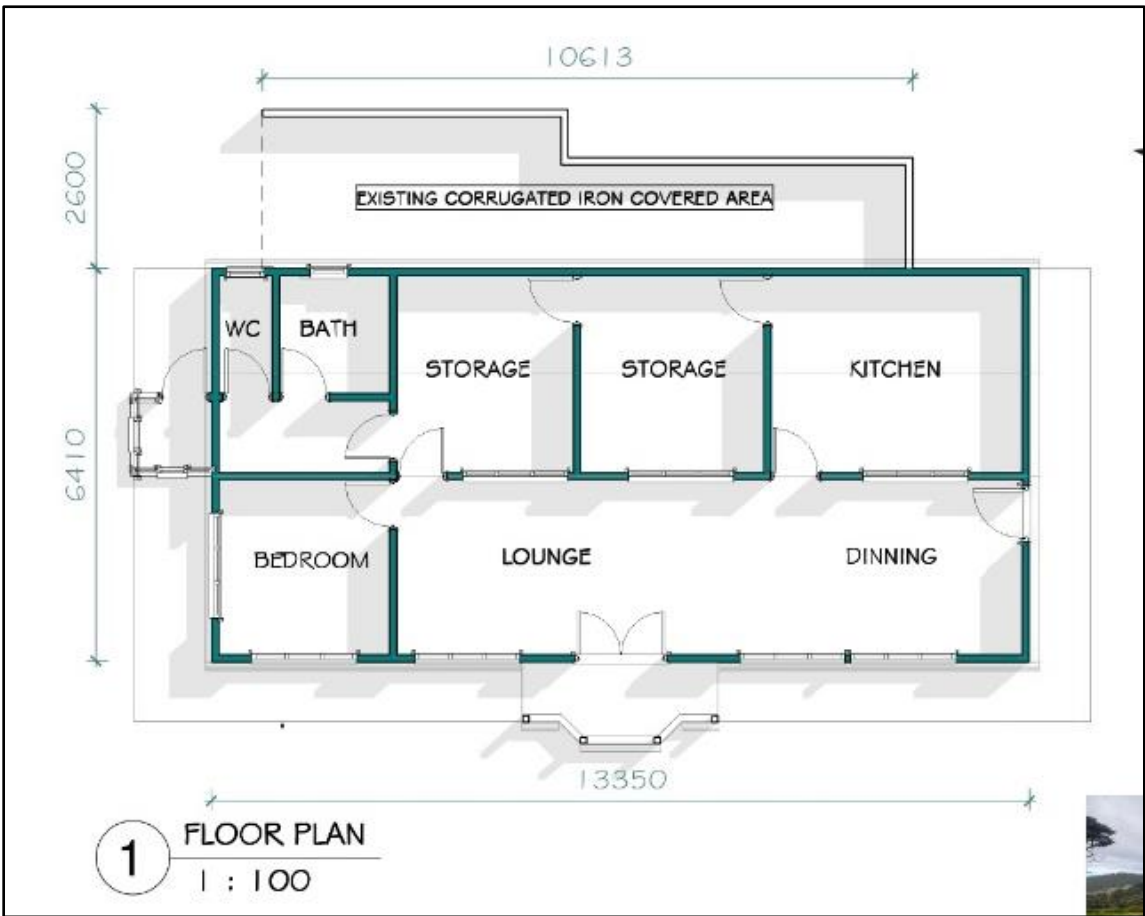 10613
2600
EXISTING CORRUGATED IRON COVERED AREA
WC
BATH
STORAGE
STORAGE
KITCHEN
6410
BEDROOM
LOUNGE
DINNING
13350
1
FLOOR PLAN
1 : 100